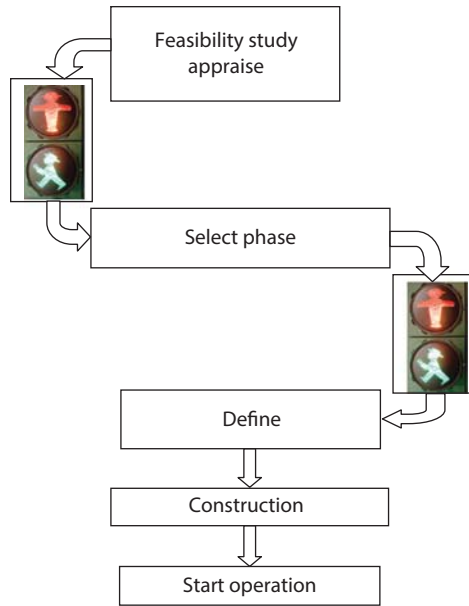 Feasibility study
appraise
Select phase
Define
Construction
Start operation